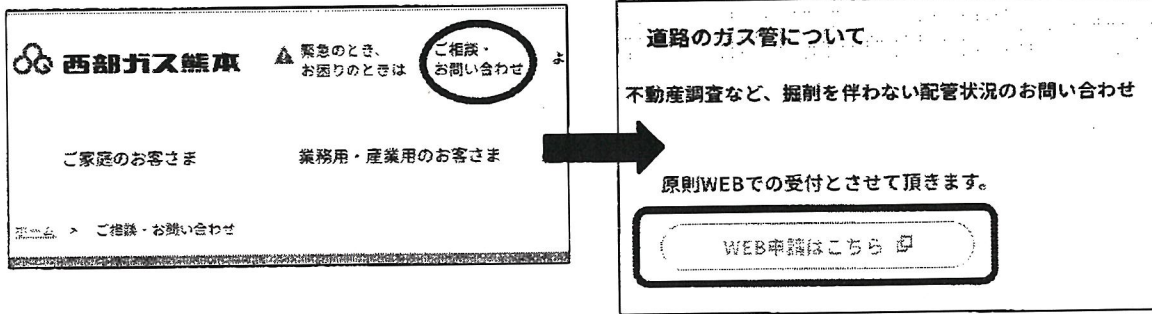 西部ガス熊本
緊急のとき、
お困りのときは
ご相談・
お問い合わせ
よ
ご家庭のお客さま
業務用・産業用のお客さま
ホーム > ご相談・お問い合わせ
道路のガス管について
不動産調査など、掘削を伴わない配管状況のお問い合わせ
原則WEBでの受付とさせて頂きます。
WEB申請はこちら